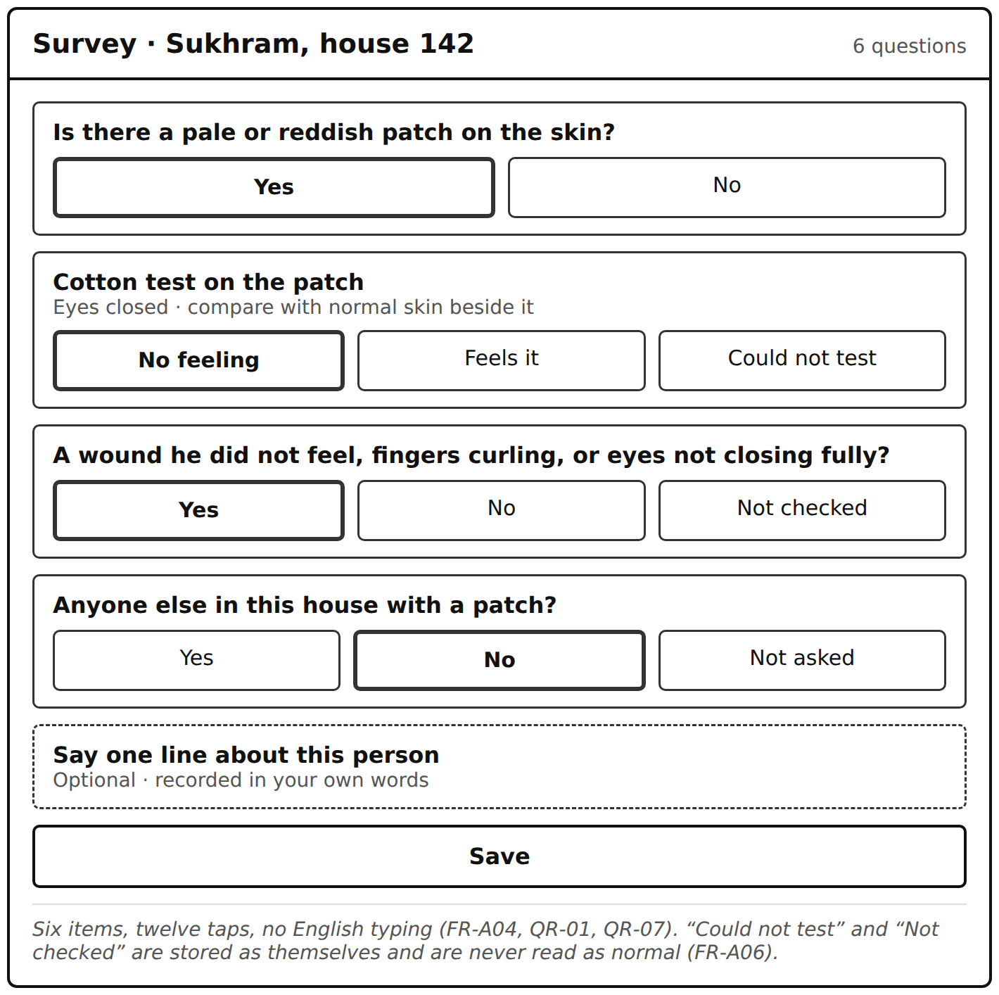 Survey · Sukhram, house 142
6 questions
Is there a pale or reddish patch on the skin?
Yes
No
Cotton test on the patch
Eyes closed · compare with normal skin beside it
No feeling
Feels it
Could not test
A wound he did not feel, fingers curling, or eyes not closing fully?
Yes
No
Not checked
Anyone else in this house with a patch?
Yes
No
Not asked
Say one line about this person
Optional · recorded in your own words
Save
Six items, twelve taps, no English typing (FR-A04, QR-01, QR-07). “Could not test” and “Not
checked” are stored as themselves and are never read as normal (FR-A06).